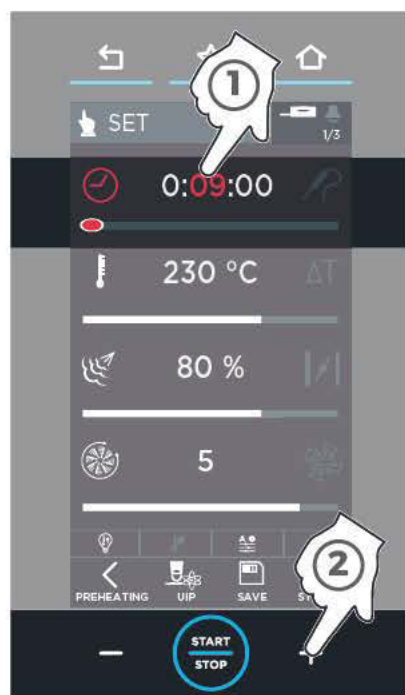 1
SET
1/3
0:09:00
230 °C
ΔT
80 %
5
2
PREHEATING UIP SAVE
START
STOP